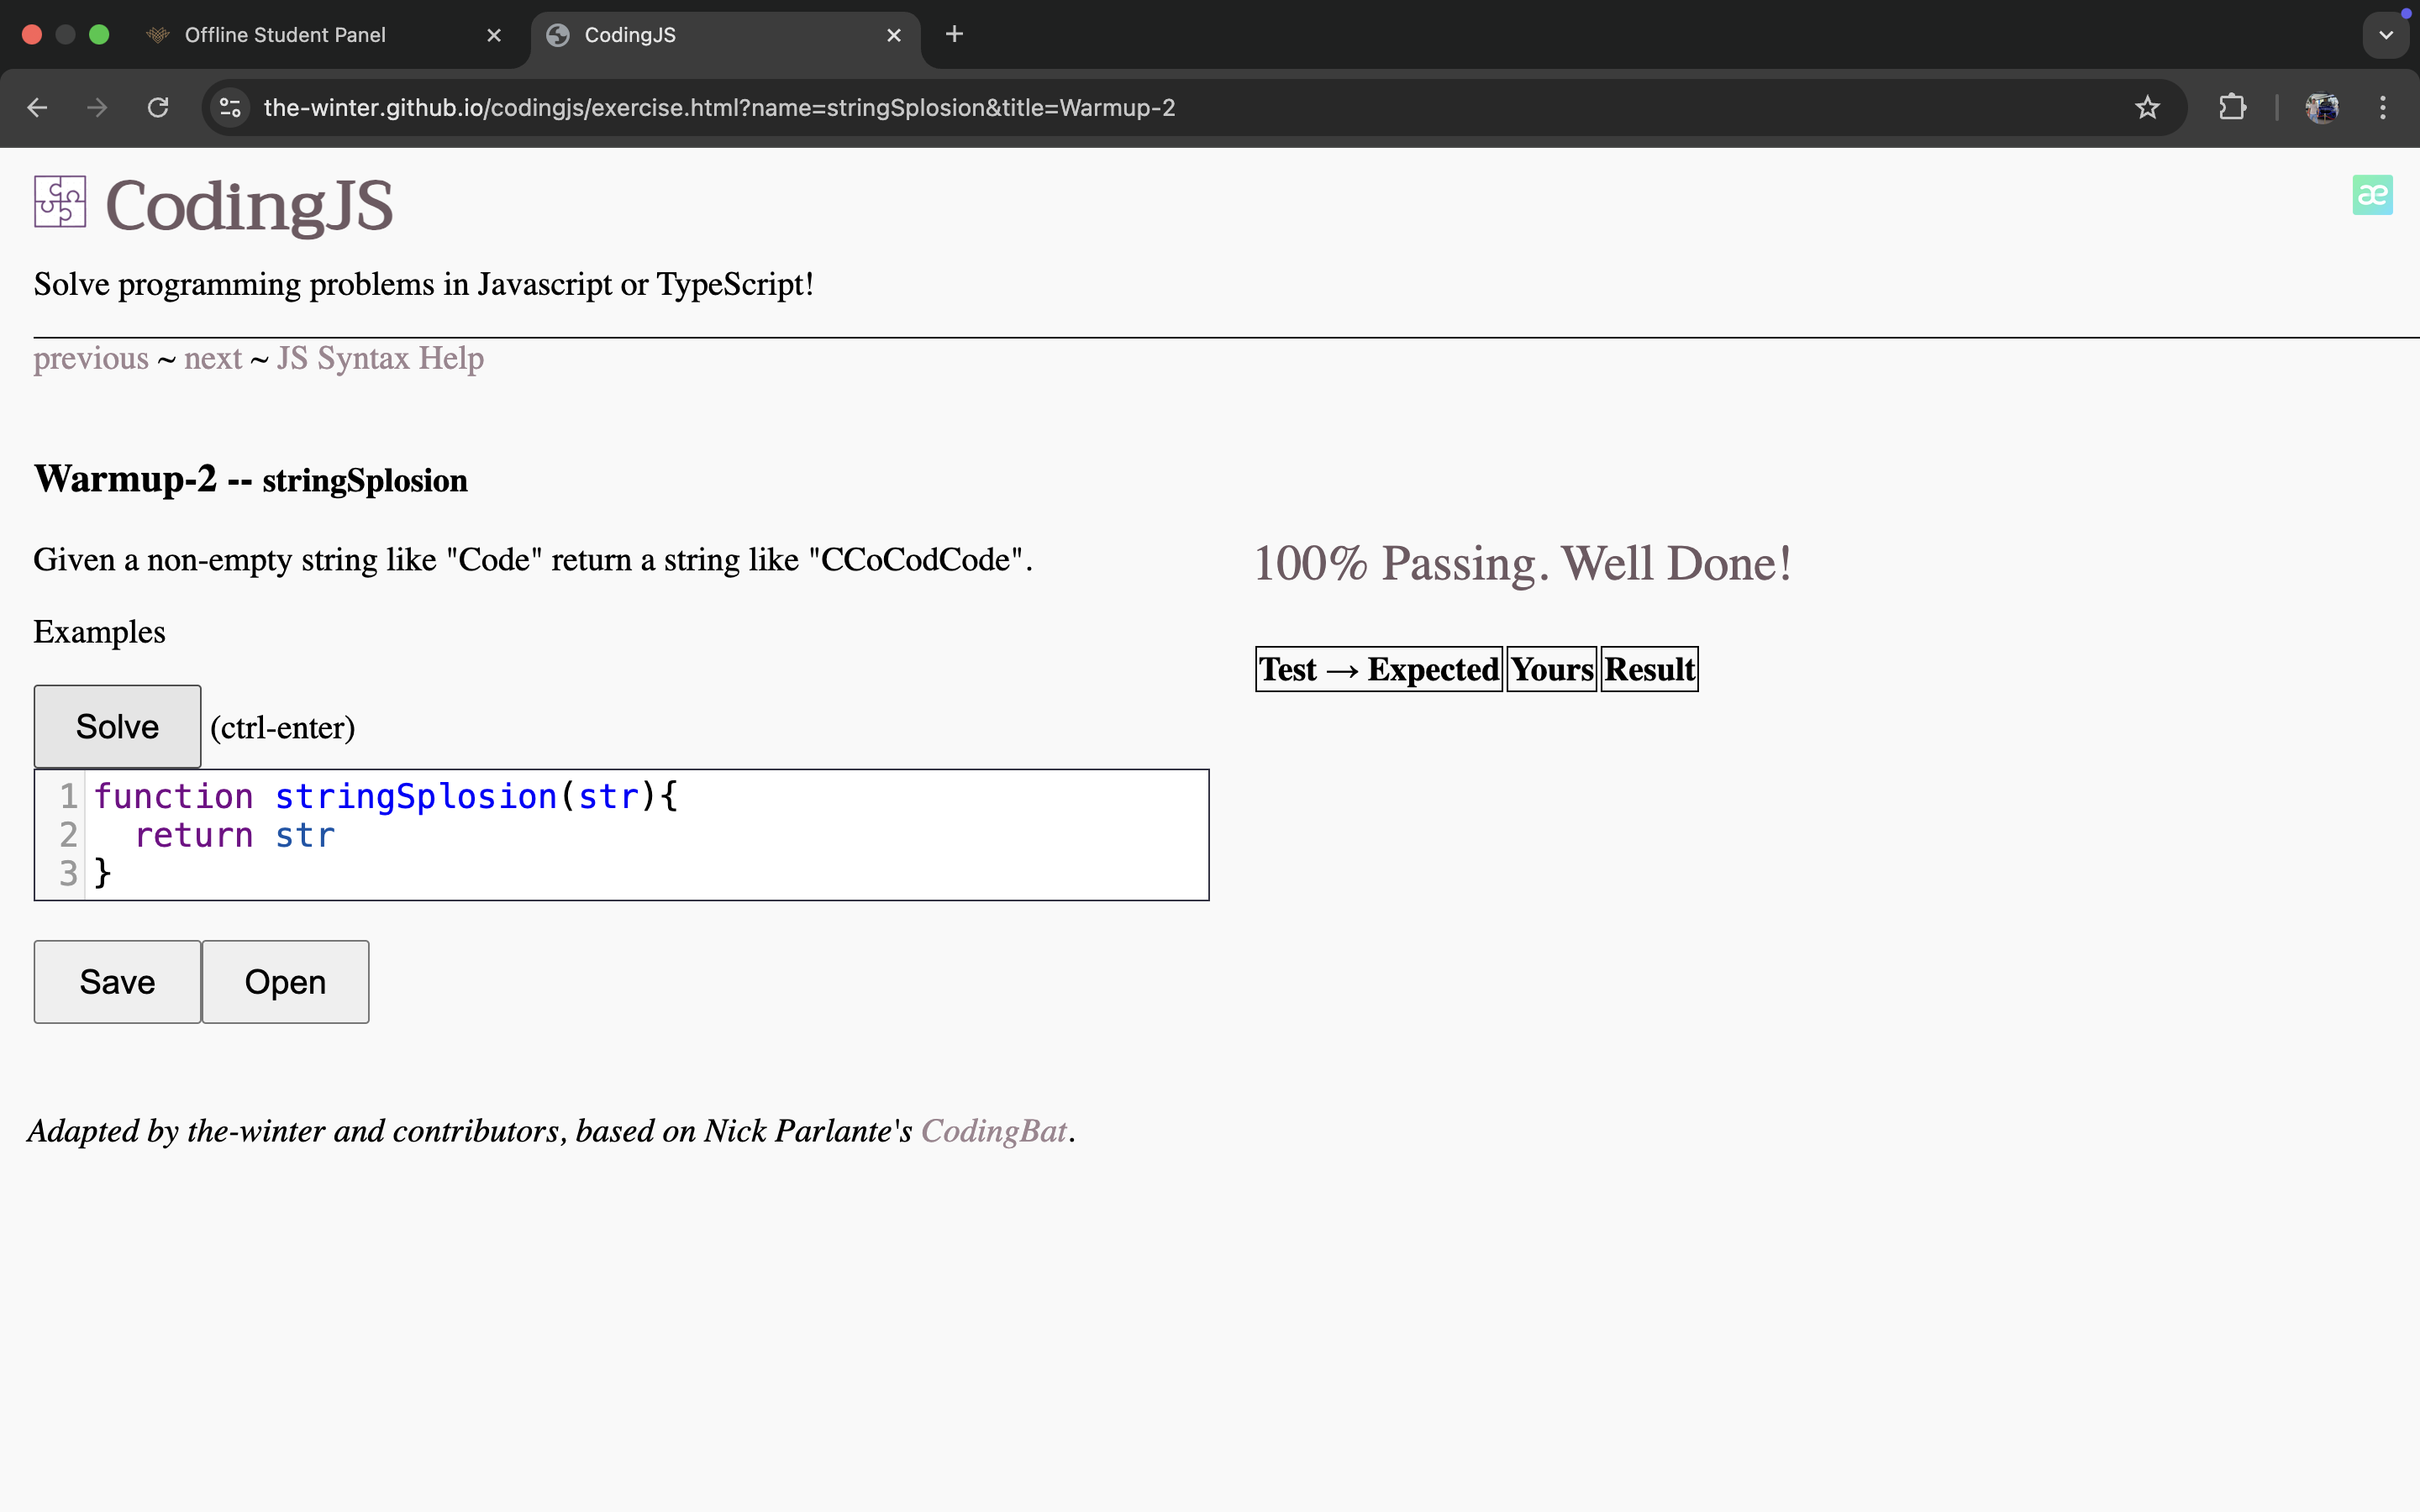 Offline Student Panel
CodingJS
the-winter.github.io/codingjs/exercise.html?name=stringSplosion&title=Warmup-2
CodingJS
æ
Solve programming problems in Javascript or TypeScript!
previous ~ next ~ JS Syntax Help
Warmup-2 -- stringSplosion
Given a non-empty string like "Code" return a string like "CCoCodCode".
Examples
Solve (ctrl-enter)
1 function stringSplosion(str){
2   return str
3 }
Save Open
100% Passing. Well Done!
Test → Expected Yours Result
Adapted by the-winter and contributors, based on Nick Parlante's CodingBat.